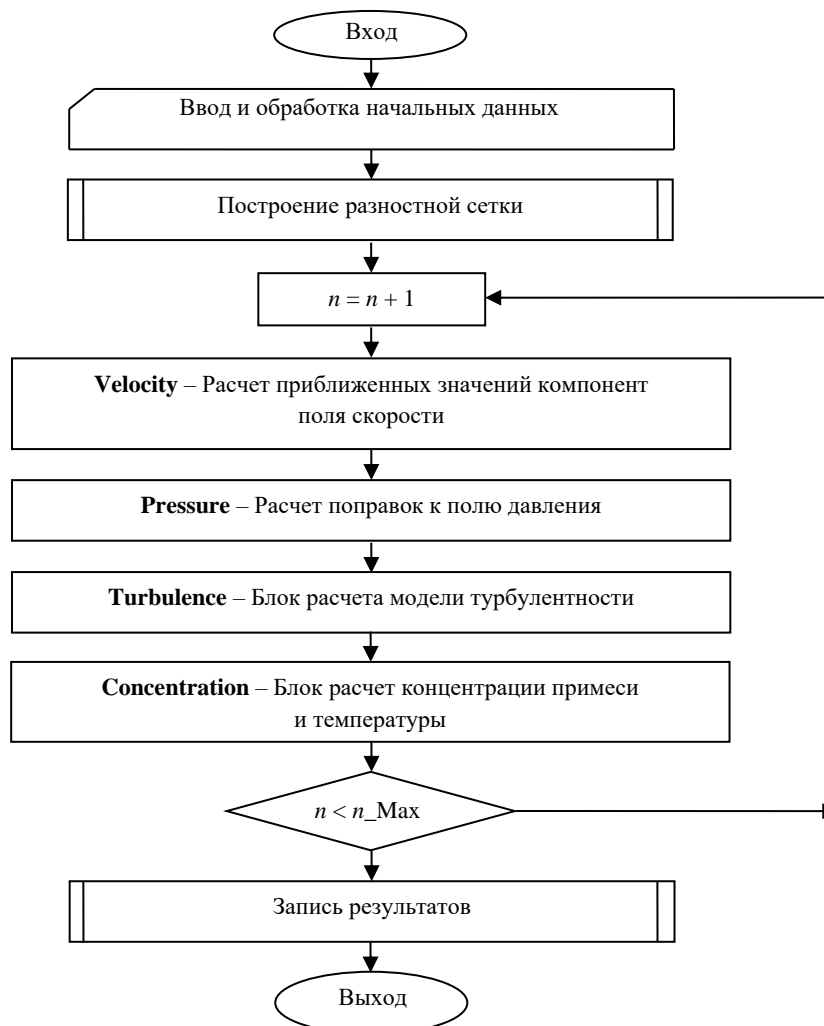 Вход
Ввод и обработка начальных данных
Построение разностной сетки
n = n + 1
Velocity – Расчет приближенных значений компонент
поля скорости
Pressure – Расчет поправок к полю давления
Turbulence – Блок расчета модели турбулентности
Concentration – Блок расчет концентрации примеси
и температуры
n < n_Max
Запись результатов
Выход